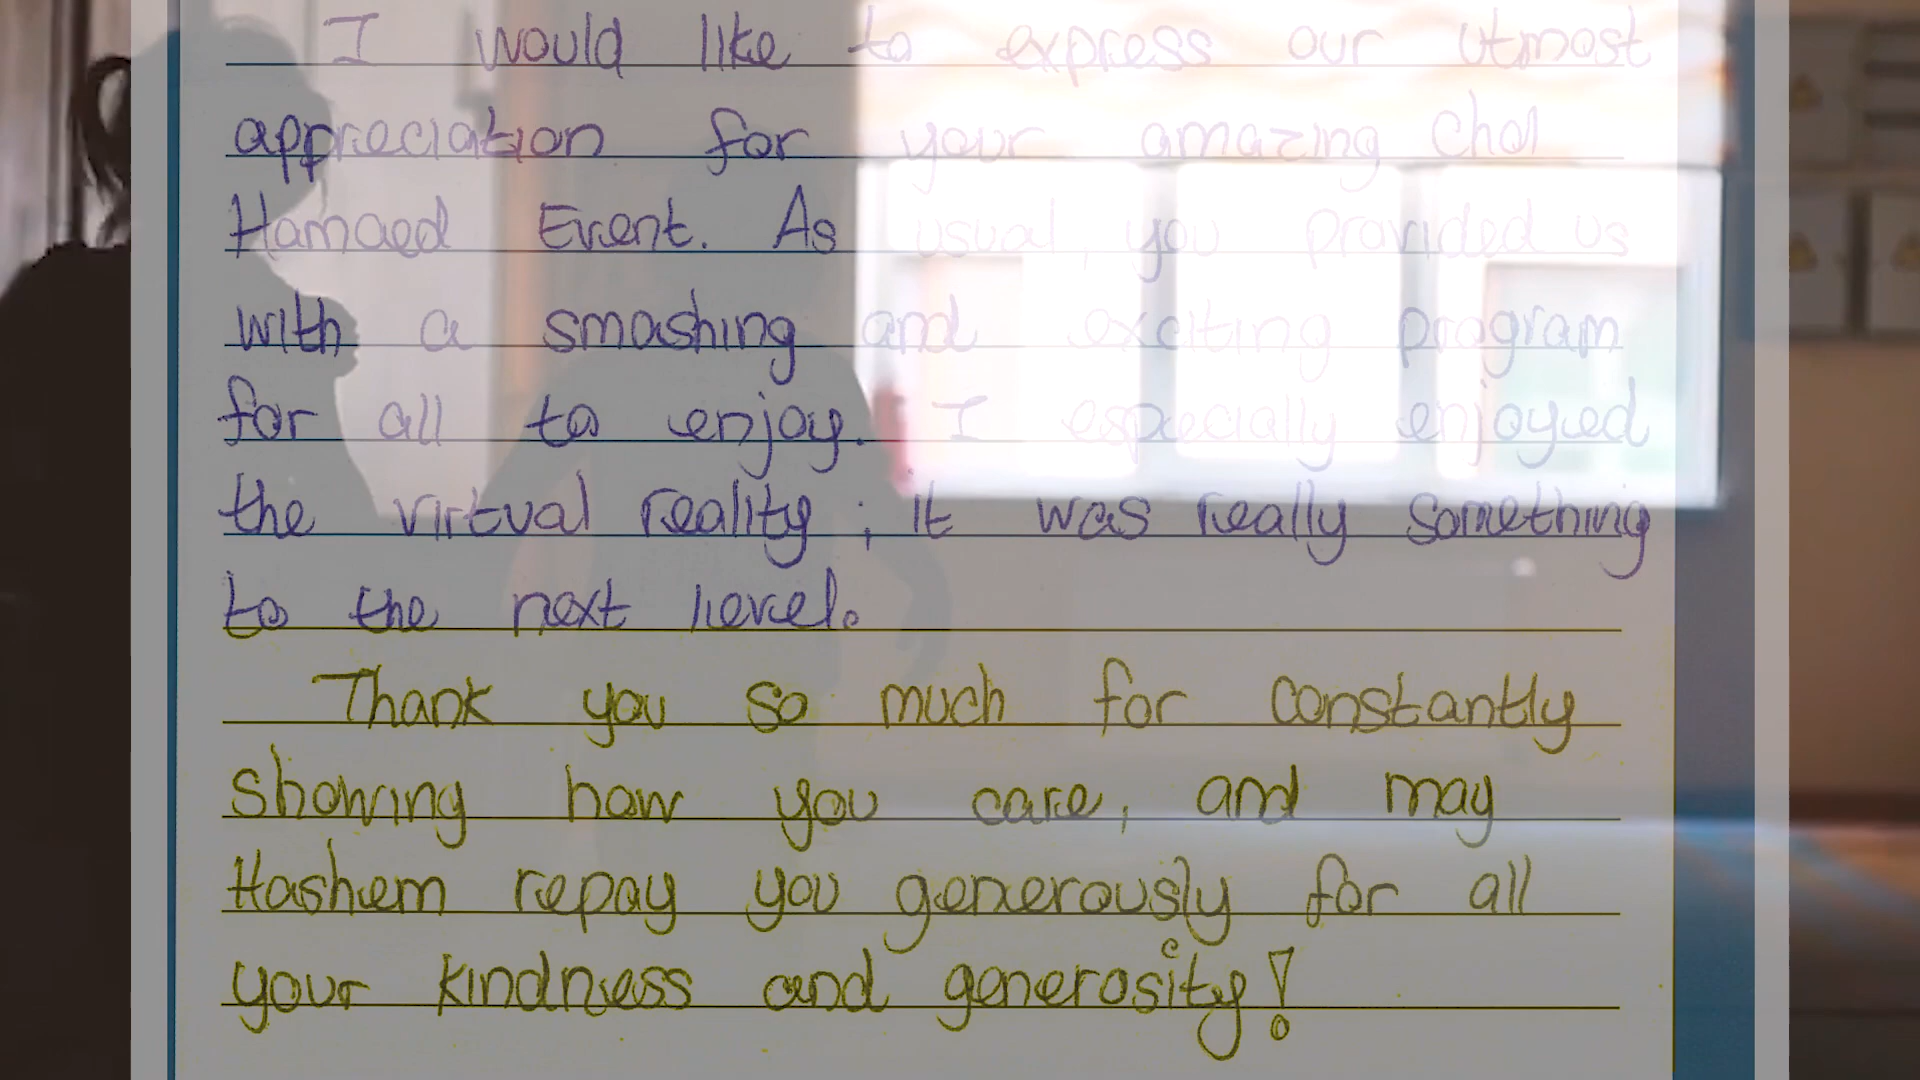 I would like to express our utmost
appreciation for your amazing Chol
Hamaed Event. As usual, you provided us
with a smashing and exciting program
for all to enjoy. I especially enjoyed
the virtual reality; it was really something
to the next level.
Thank you so much for constantly
showing how you care, and may
Hashem repay you generously for all
your kindness and generosity!